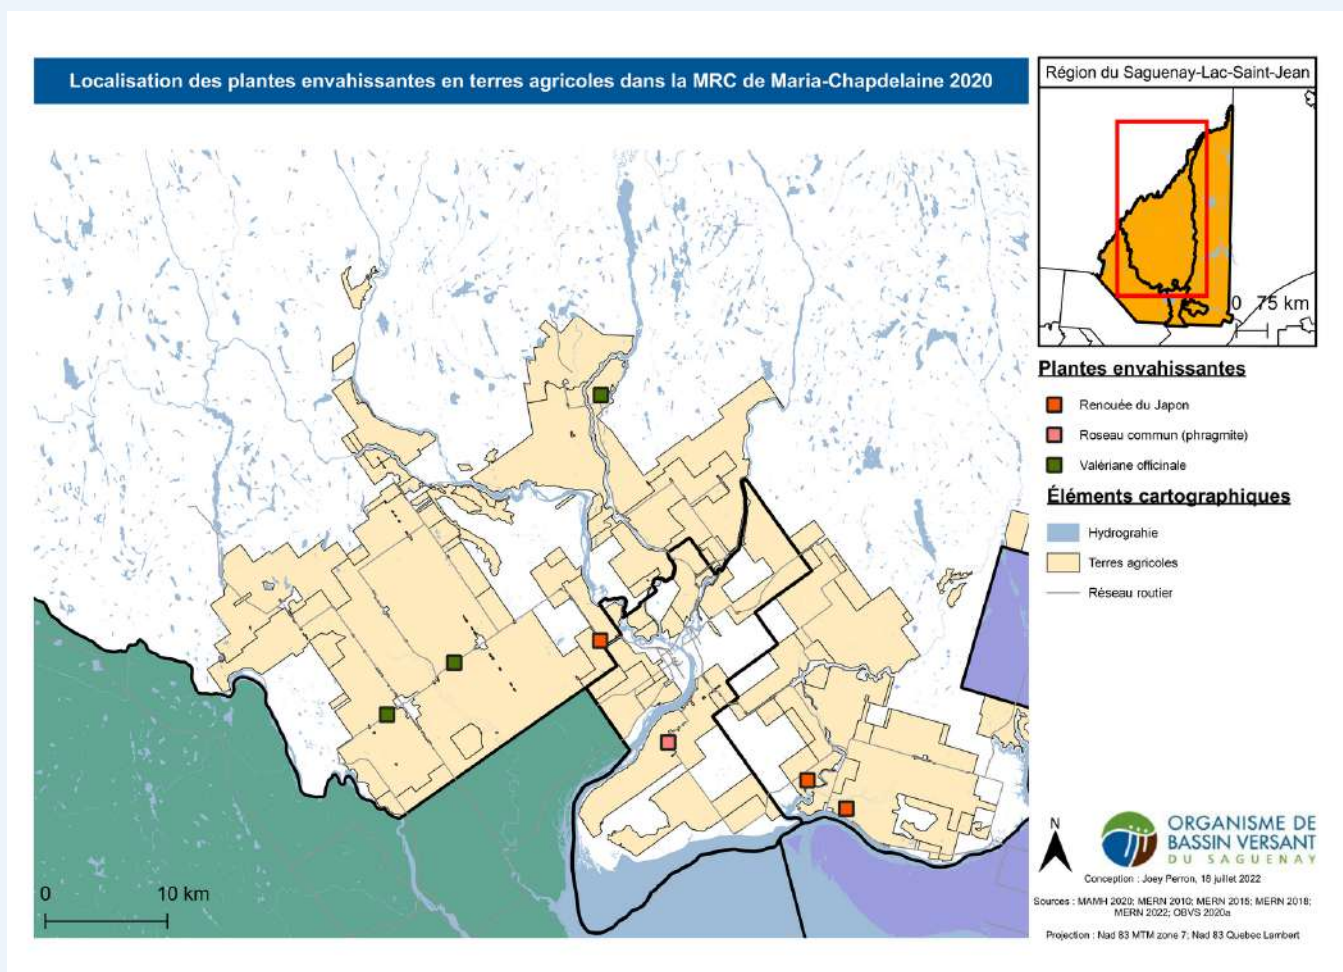 Localisation des plantes envahissantes en terres agricoles dans la MRC de Maria-Chapdelaine 2020
Région du Saguenay-Lac-Saint-Jean
0 75 km
Plantes envahissantes
Renouée du Japon
Roseau commun (phragmite)
Valériane officinale
Éléments cartographiques
Hydrograhie
Terres agricoles
Réseau routier
0 10 km
N
ORGANISME DE
BASSIN VERSANT
DU SAGUENAY
Conception : Joey Perron, 18 juillet 2022
Sources : MAMH 2020; MERN 2010; MERN 2015; MERN 2018;
MERN 2022; OBVS 2020a
Projection : Nad 83 MTM zone 7; Nad 83 Quebec Lambert